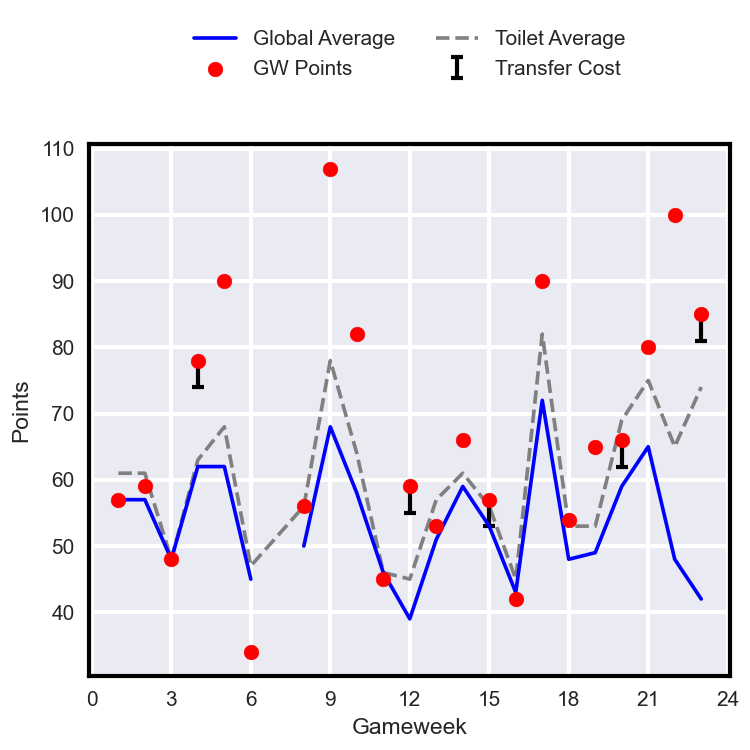 Global Average
Toilet Average
GW Points
Transfer Cost
110
100
90
80
70
60
50
40
Points
0 3 6 9 12 15 18 21 24
Gameweek